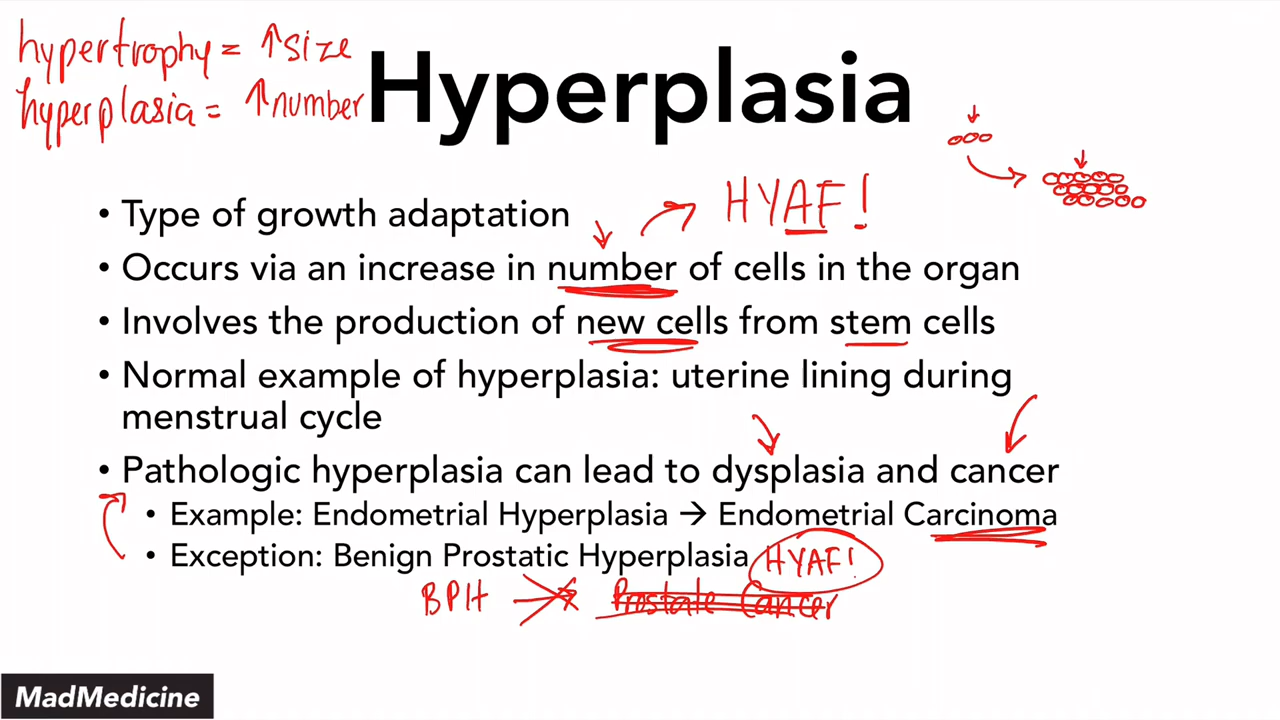 hypertrophy = ↑size
hyperplasia = ↑number
Hyperplasia
• Type of growth adaptation
HYAF!
• Occurs via an increase in number of cells in the organ
• Involves the production of new cells from stem cells
• Normal example of hyperplasia: uterine lining during
menstrual cycle
• Pathologic hyperplasia can lead to dysplasia and cancer
• Example: Endometrial Hyperplasia → Endometrial Carcinoma
• Exception: Benign Prostatic Hyperplasia HYAF!
BPH Prostate Cancer
MadMedicine